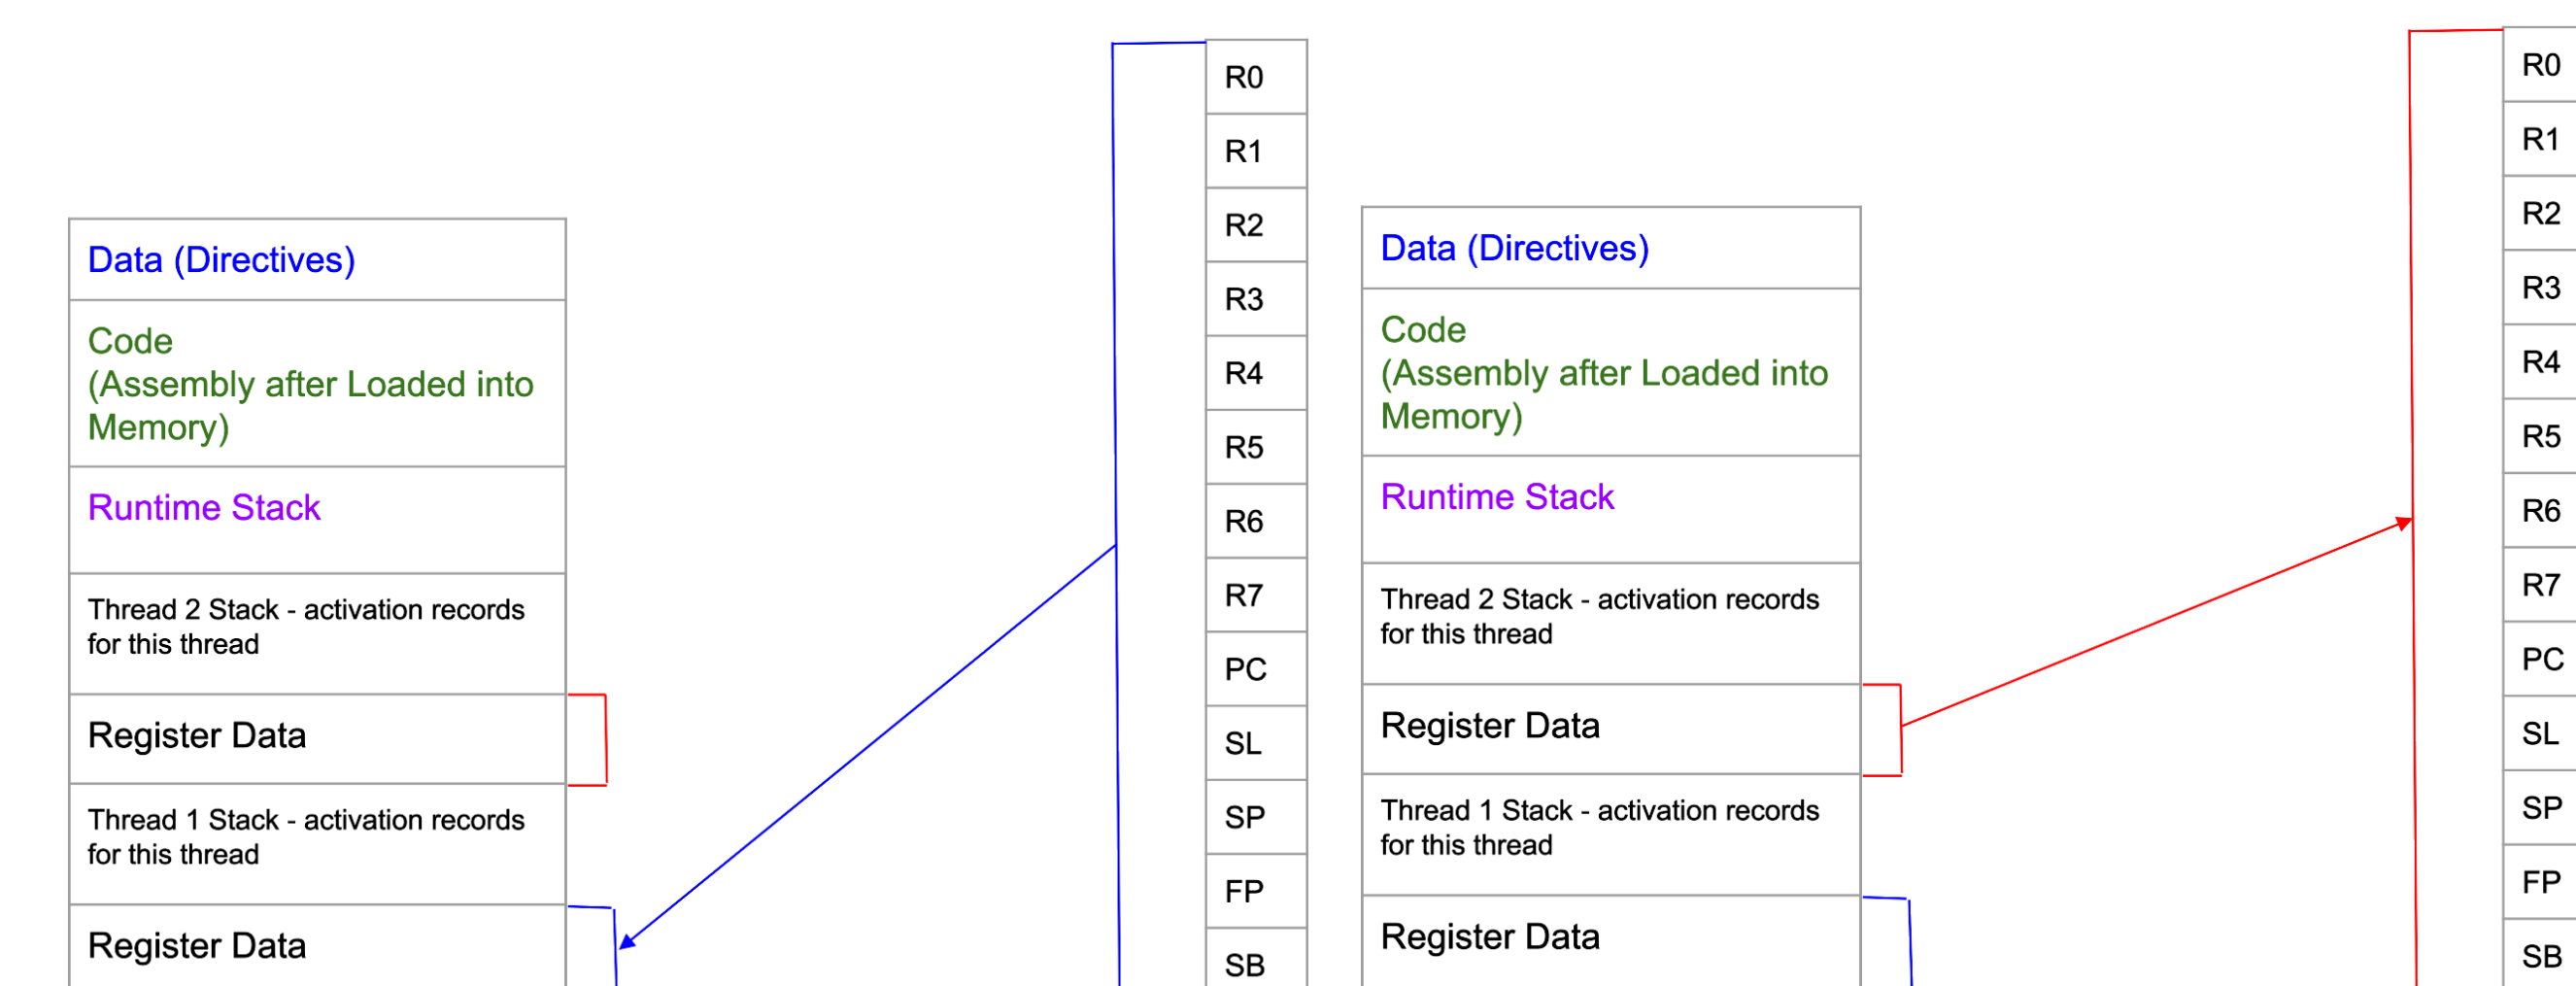 Data (Directives)
Code
(Assembly after Loaded into
Memory)
Runtime Stack
Thread 2 Stack - activation records
for this thread
Register Data
Thread 1 Stack - activation records
for this thread
Register Data
R0
R1
R2
R3
R4
R5
R6
R7
PC
SL
SP
FP
SB
Data (Directives)
Code
(Assembly after Loaded into
Memory)
Runtime Stack
Thread 2 Stack - activation records
for this thread
Register Data
Thread 1 Stack - activation records
for this thread
Register Data
R0
R1
R2
R3
R4
R5
R6
R7
PC
SL
SP
FP
SB